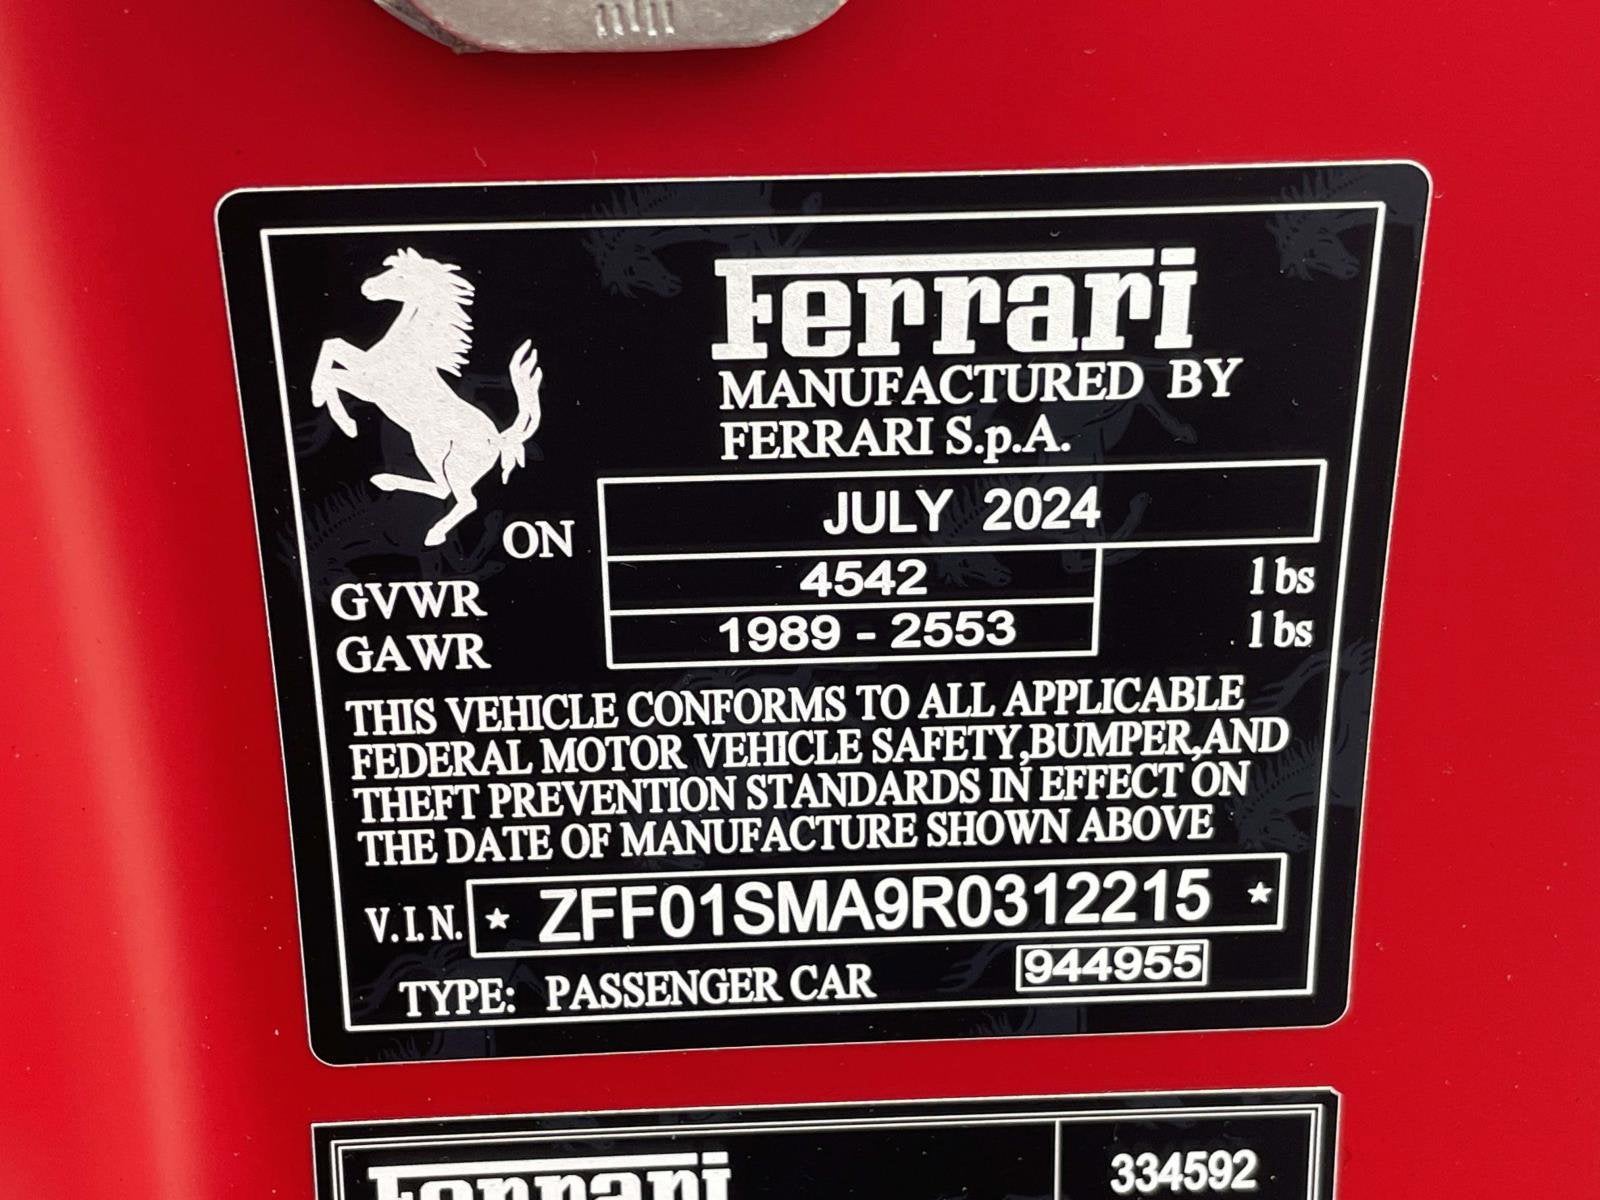 Ferrari
MANUFACTURED BY
FERRARI S.p.A.
ON JULY 2024
GVWR 4542 lbs
GAWR 1989 - 2553 lbs
THIS VEHICLE CONFORMS TO ALL APPLICABLE
FEDERAL MOTOR VEHICLE SAFETY,BUMPER,AND
THEFT PREVENTION STANDARDS IN EFFECT ON
THE DATE OF MANUFACTURE SHOWN ABOVE
V.I.N. ★ ZFF01SMA9R0312215 ★
TYPE: PASSENGER CAR 944955
Ferrari 334592